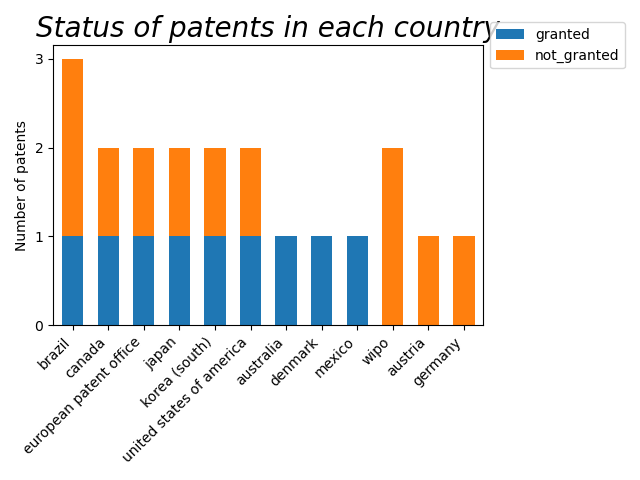 Status of patents in each country
granted
not_granted
Number of patents
3
2
1
0
brazil
canada
european patent office
japan
korea (south)
united states of america
australia
denmark
mexico
wipo
austria
germany